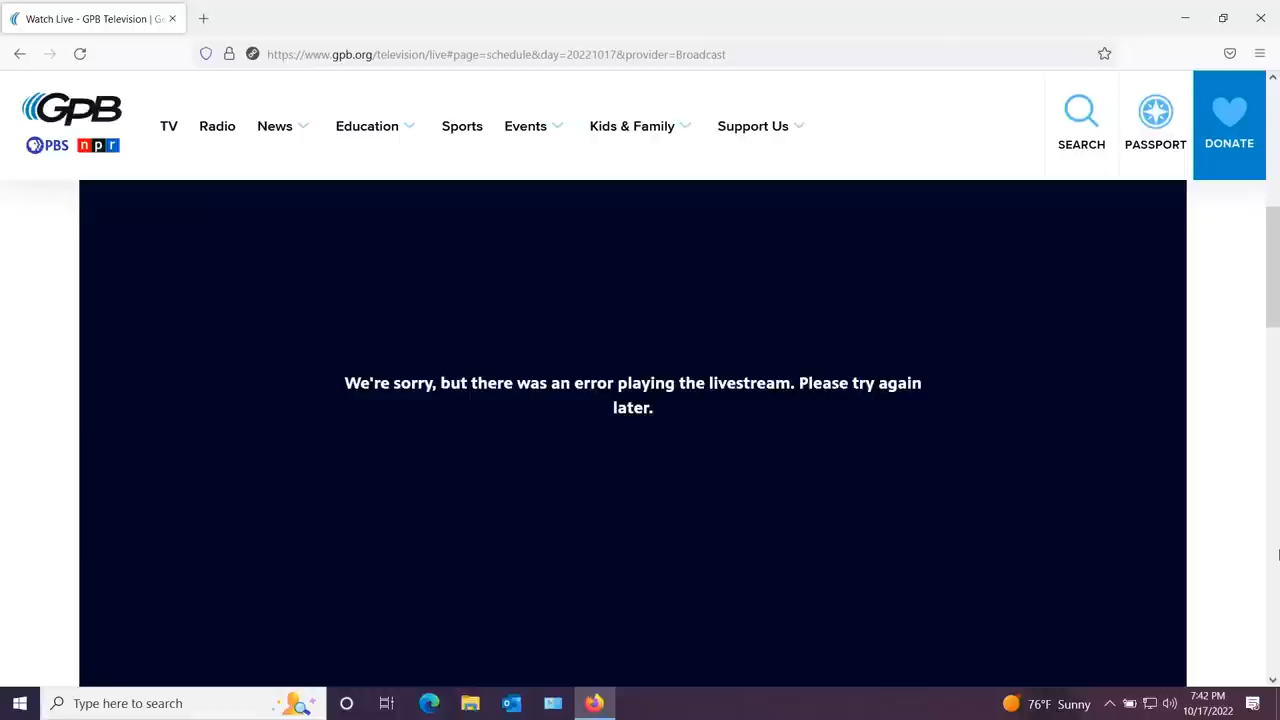 Watch Live - GPB Television | Ge
https://www.gpb.org/television/live#page=schedule&day=20221017&provider=Broadcast
GPB
PBS npr
TV Radio News Education Sports Events Kids & Family Support Us
SEARCH PASSPORT DONATE
We're sorry, but there was an error playing the livestream. Please try again
later.
Type here to search
76°F Sunny
7:42 PM
10/17/2022